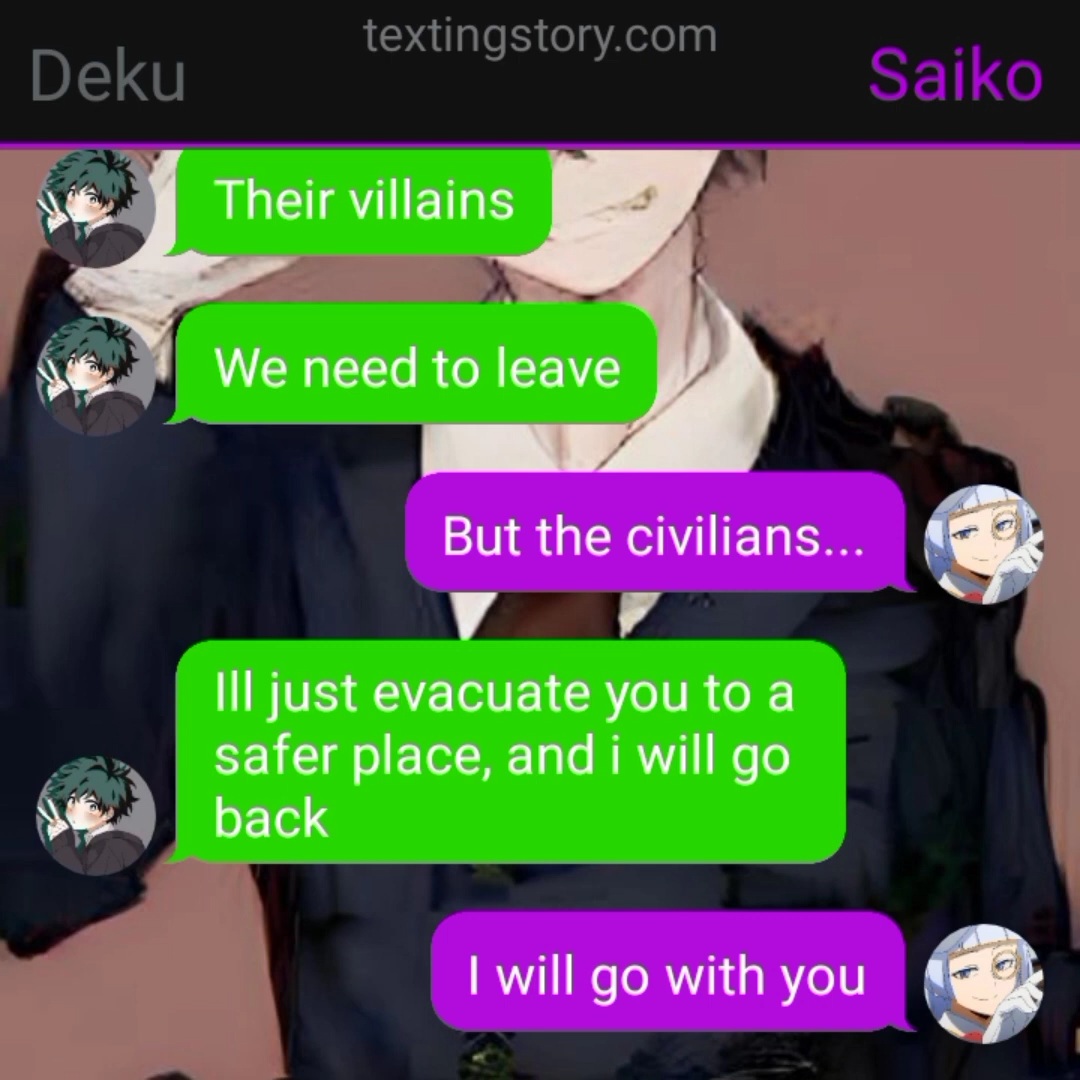 textingstory.com
Deku
Saiko
Their villains
We need to leave
But the civilians...
Ill just evacuate you to a
safer place, and i will go
back
I will go with you